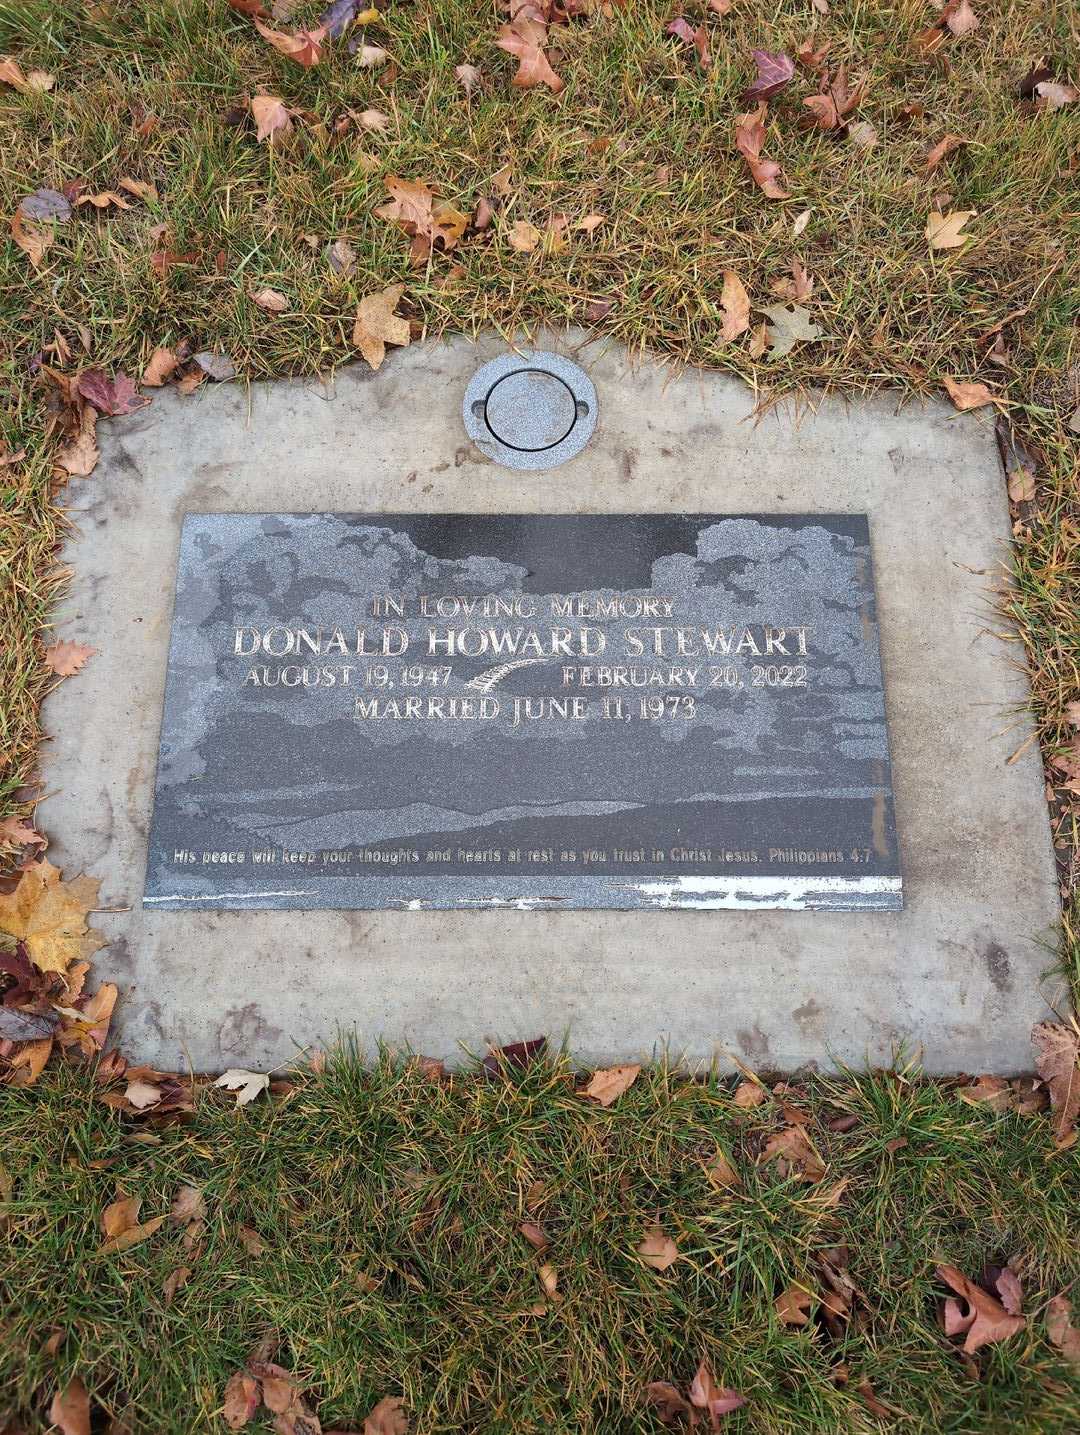 IN LOVING MEMORY
DONALD HOWARD STEWART
AUGUST 19, 1947 FEBRUARY 20, 2022
MARRIED JUNE 11, 1973
His peace will keep your thoughts and hearts at rest as you trust in Christ Jesus. Philippians 4:7